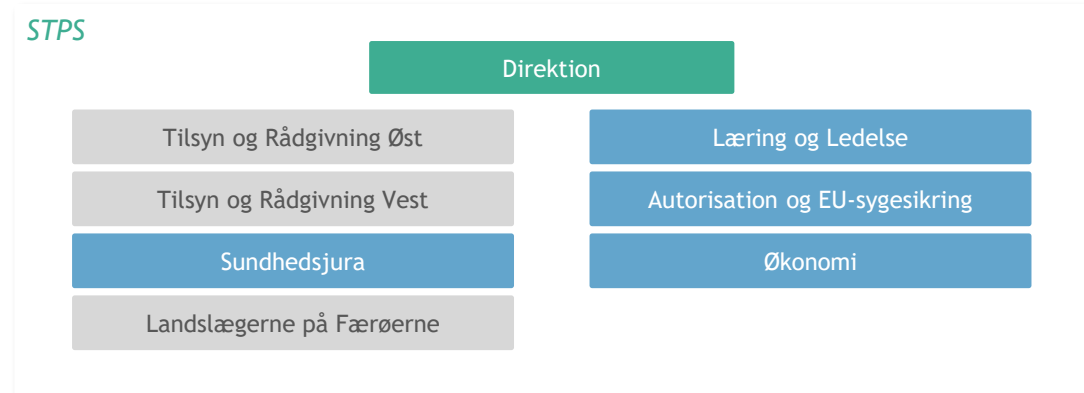 STPS
Direktion
Tilsyn og Rådgivning Øst
Tilsyn og Rådgivning Vest
Sundhedsjura
Landslægerne på Færøerne
Læring og Ledelse
Autorisation og EU-sygesikring
Økonomi